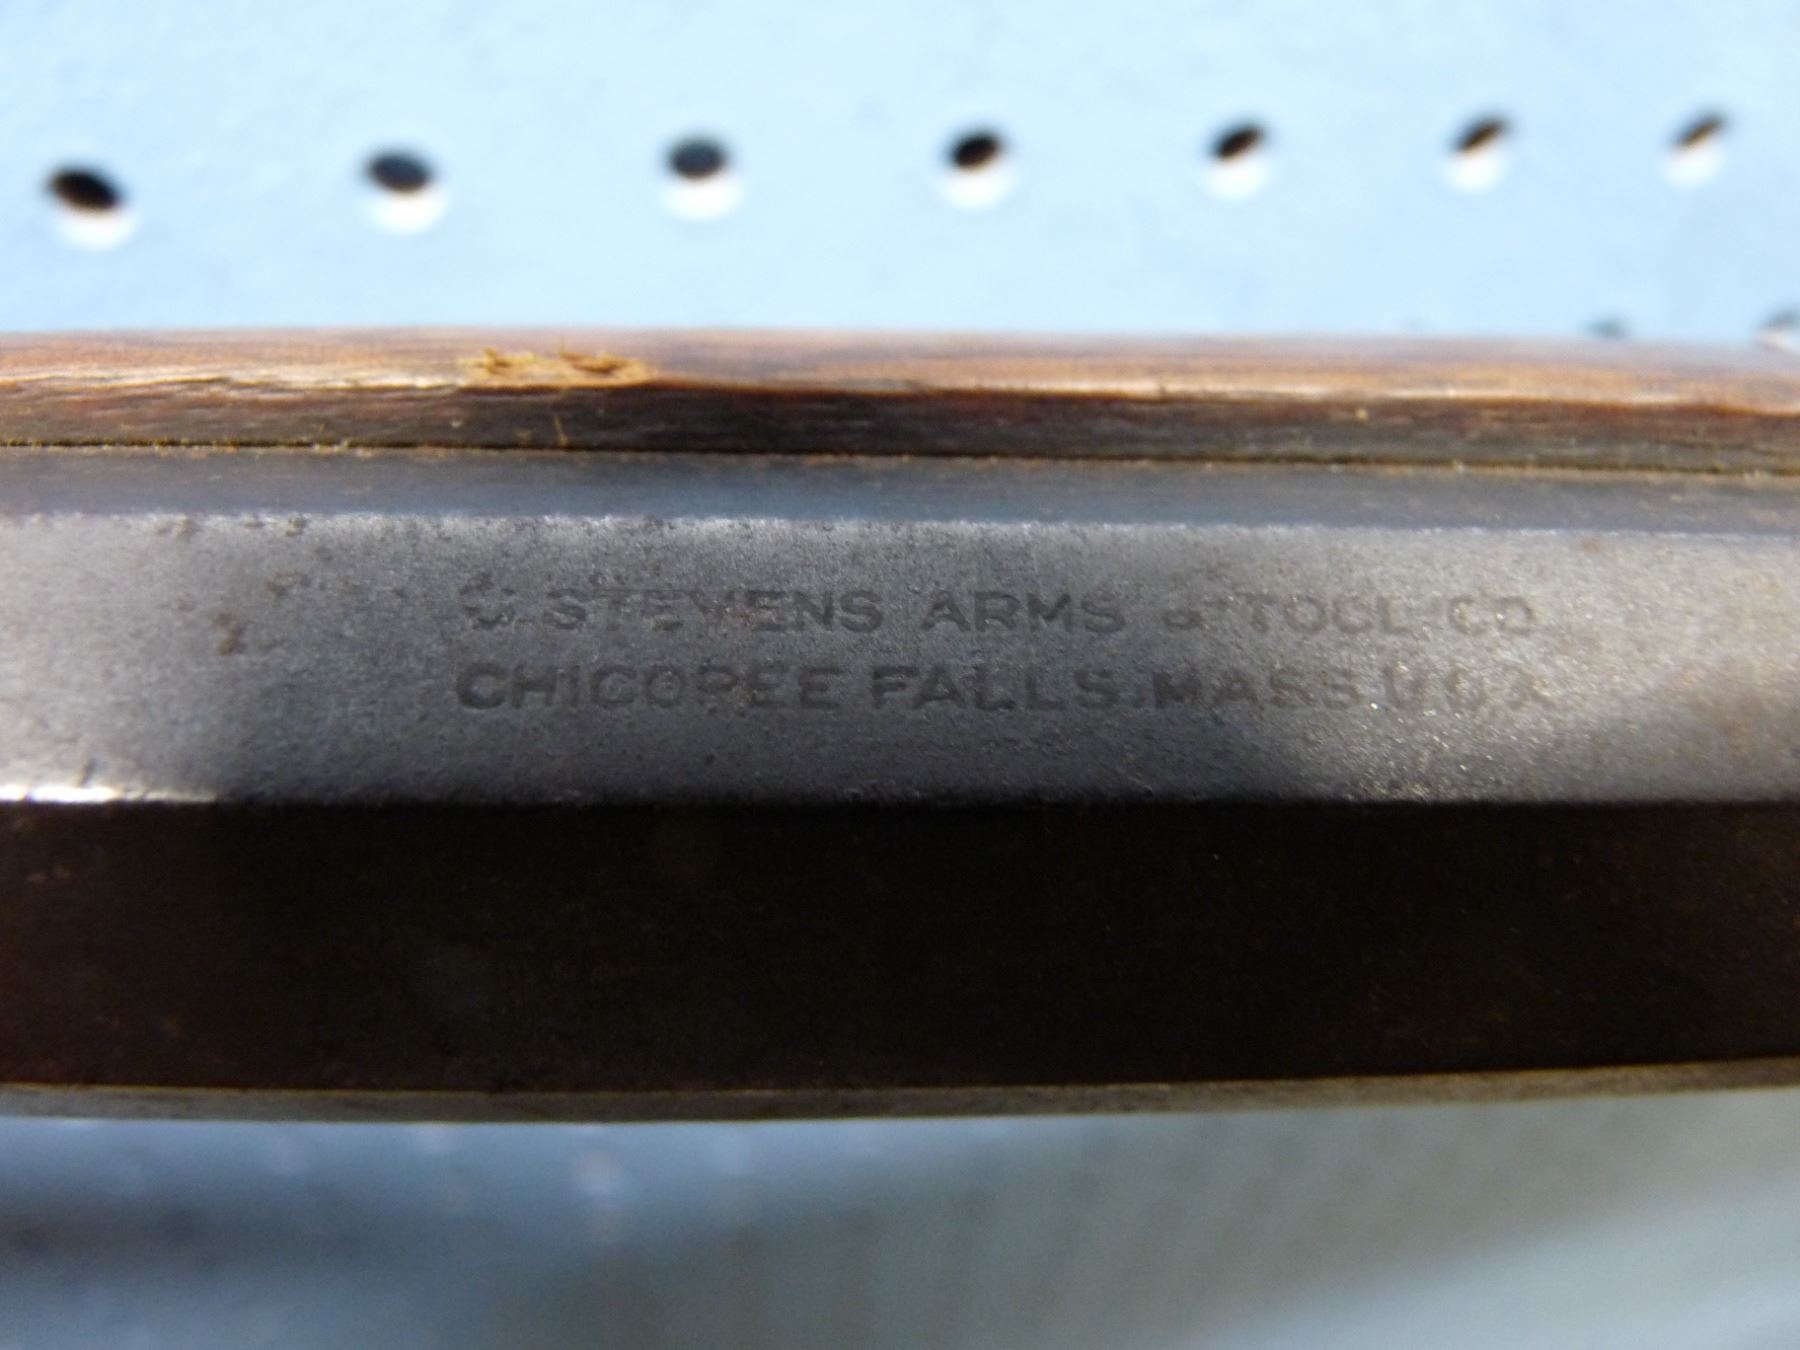 J. STEVENS ARMS & TOOL CO.
CHICOPEE FALLS. MASS. U.S.A.